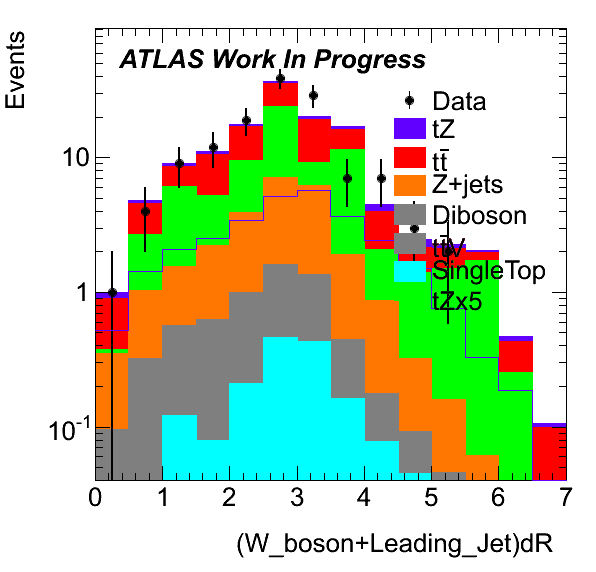 Events
ATLAS Work In Progress
Data
tZ
tt̄
Z+jets
Diboson
tt̄V
SingleTop
tZx5
10
1
10⁻¹
0 1 2 3 4 5 6 7
(W_boson+Leading_Jet)dR